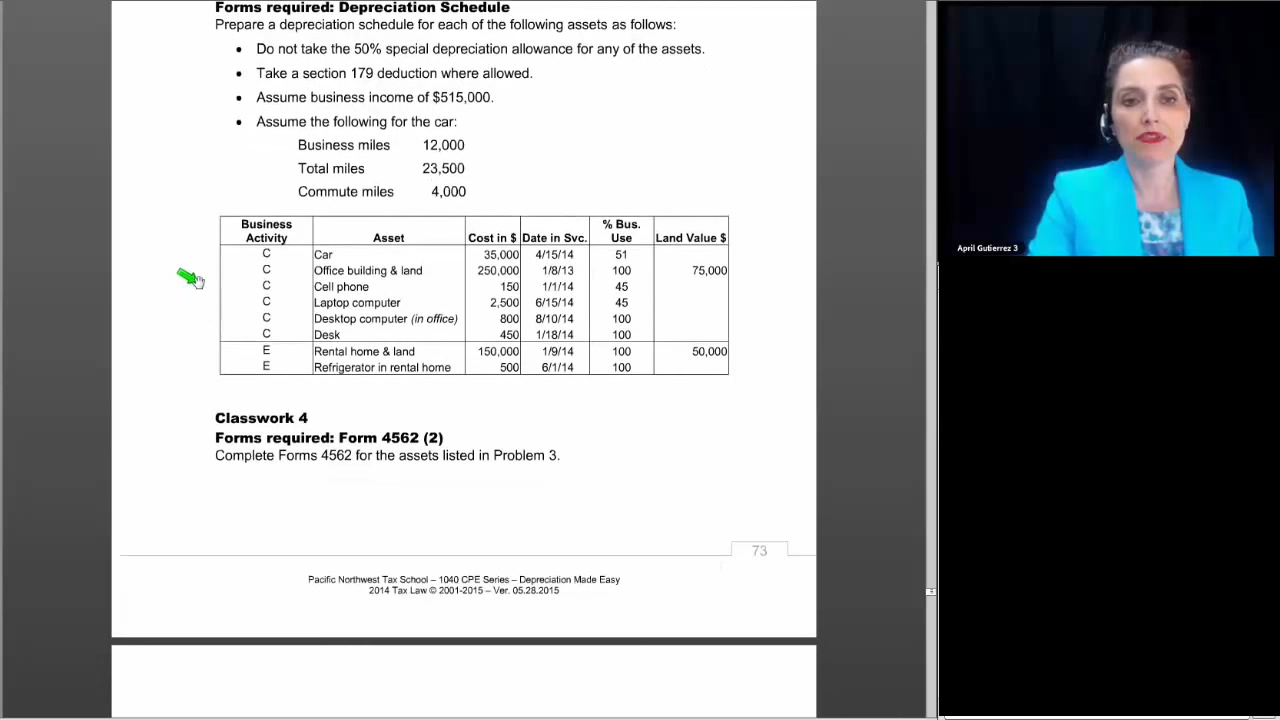 Forms required: Depreciation Schedule
Prepare a depreciation schedule for each of the following assets as follows:
• Do not take the 50% special depreciation allowance for any of the assets.
• Take a section 179 deduction where allowed.
• Assume business income of $515,000.
• Assume the following for the car:
Business miles 12,000
Total miles 23,500
Commute miles 4,000
Business Activity Asset Cost in $ Date in Svc. % Bus. Use Land Value $
C Car 35,000 4/15/14 51
C Office building & land 250,000 1/8/13 100 75,000
C Cell phone 150 1/1/14 45
C Laptop computer 2,500 6/15/14 45
C Desktop computer (in office) 800 8/10/14 100
C Desk 450 1/18/14 100
E Rental home & land 150,000 1/9/14 100 50,000
E Refrigerator in rental home 500 6/1/14 100
Classwork 4
Forms required: Form 4562 (2)
Complete Forms 4562 for the assets listed in Problem 3.
73
Pacific Northwest Tax School – 1040 CPE Series – Depreciation Made Easy
2014 Tax Law © 2001-2015 – Ver. 05.28.2015
April Gutierrez 3